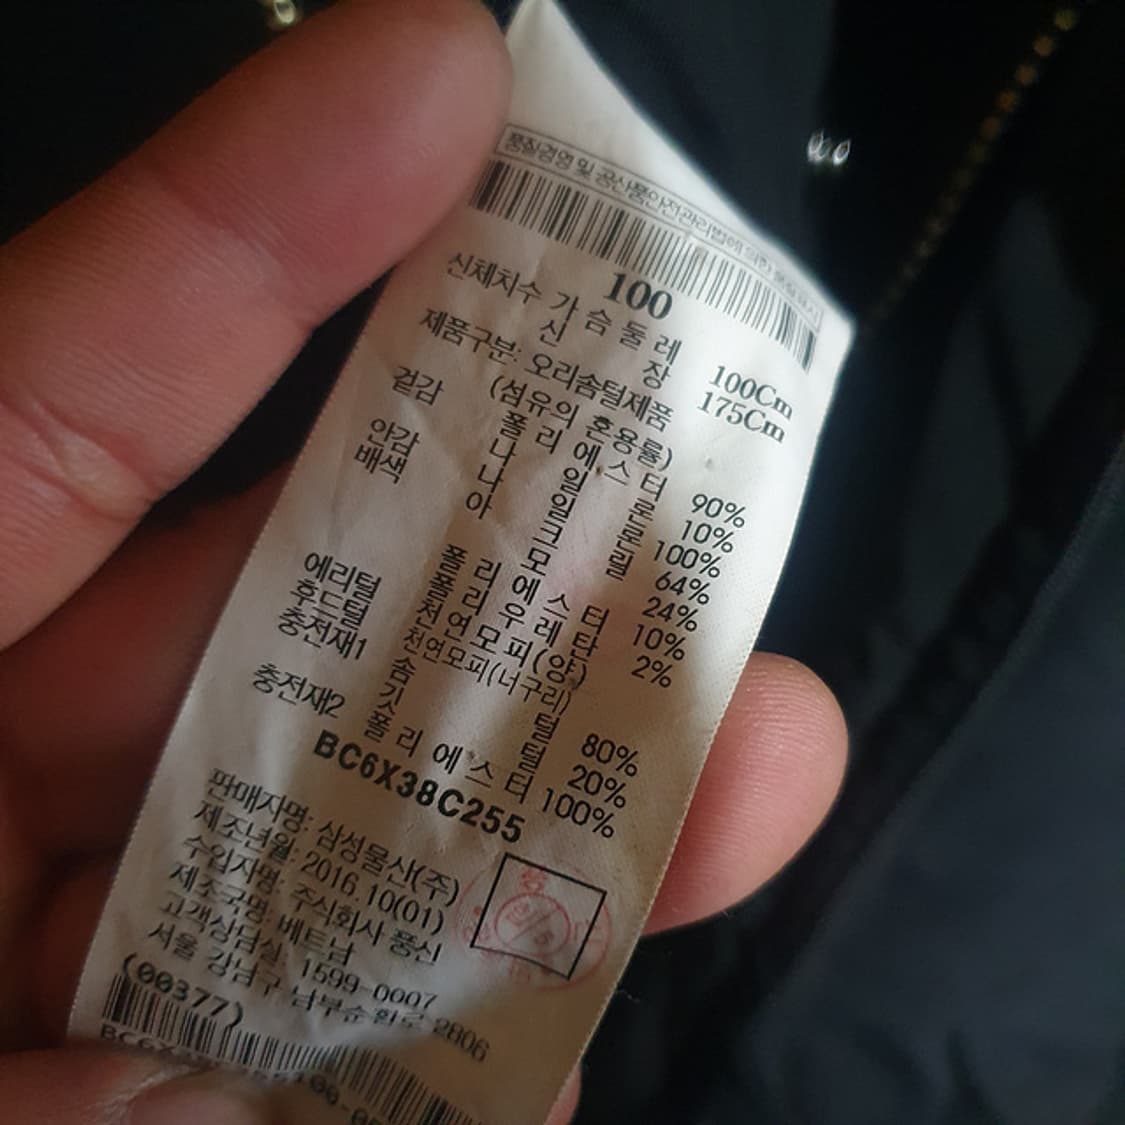 품질경영 및 공산품안전관리법에 의한 품질표시
100
신체치수 가 슴 둘 레 100Cm
신 장 175Cm
제품구분: 오리솜털제품
(섬유의 혼용률)
겉감 폴 리 에 스 터 90%
나 일 론 10%
안감 나 일 론 100%
배색 아 크 릴 64%
모 24%
폴 리 에 스 터 10%
폴 리 우 레 탄 2%
에리털 천연모피(양)
후드털 천연모피(너구리)
충전재1 솜 털 80%
깃 털 20%
충전재2 폴 리 에 스 터 100%
BC6X38C255
판매자명: 삼성물산(주)
제조년월: 2016.10(01)
수입자명: 주식회사 풍신
제조국명: 베트남
고객상담실 1599-0007
서울 강남구 남부순환로 2806
(00377)